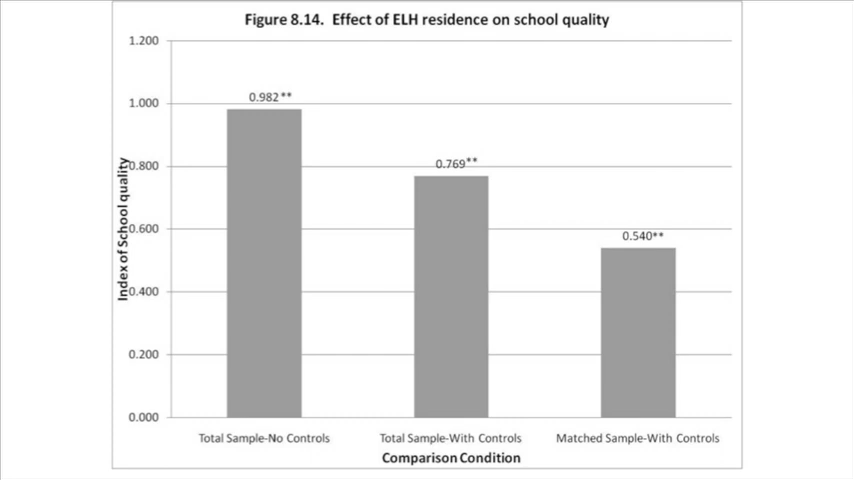 Figure 8.14. Effect of ELH residence on school quality
1.200
1.000
0.800
0.600
0.400
0.200
0.000
Index of School quality
0.982**
0.769**
0.540**
Total Sample-No Controls
Total Sample-With Controls
Matched Sample-With Controls
Comparison Condition